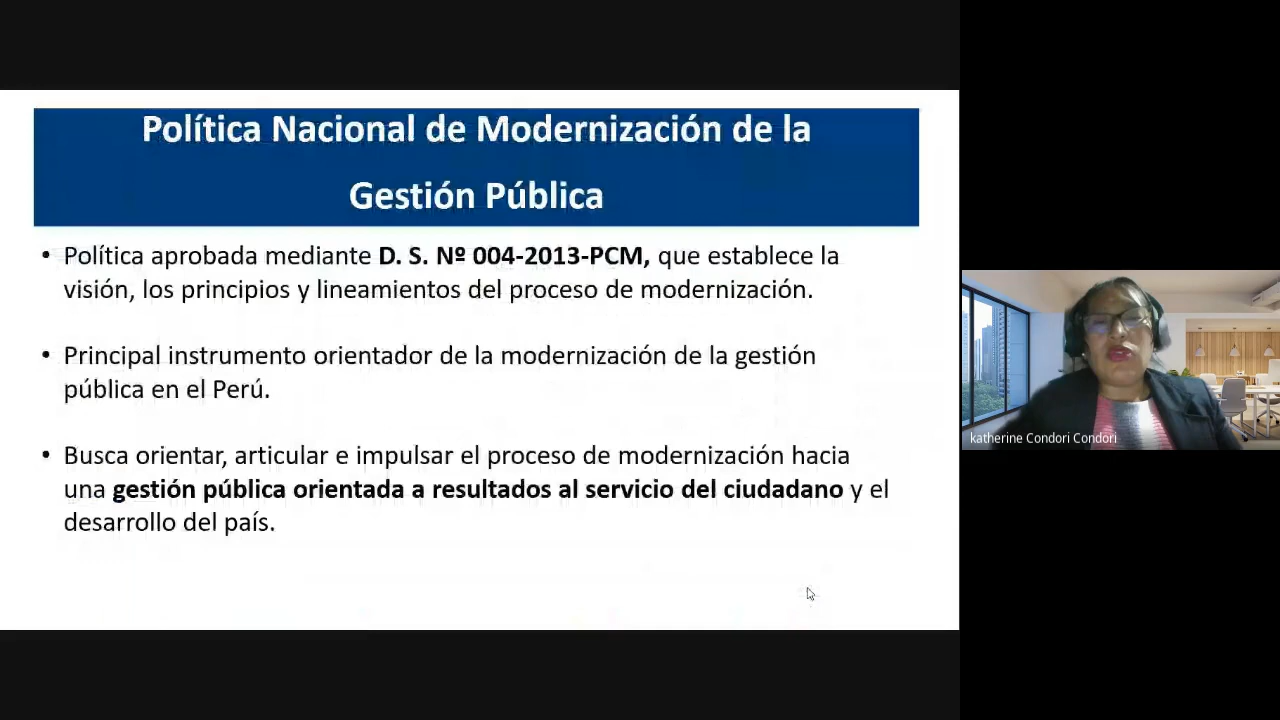 Política Nacional de Modernización de la
Gestión Pública
• Política aprobada mediante D. S. Nº 004-2013-PCM, que establece la
visión, los principios y lineamientos del proceso de modernización.
• Principal instrumento orientador de la modernización de la gestión
pública en el Perú.
• Busca orientar, articular e impulsar el proceso de modernización hacia
una gestión pública orientada a resultados al servicio del ciudadano y el
desarrollo del país.
katherine Condori Condori